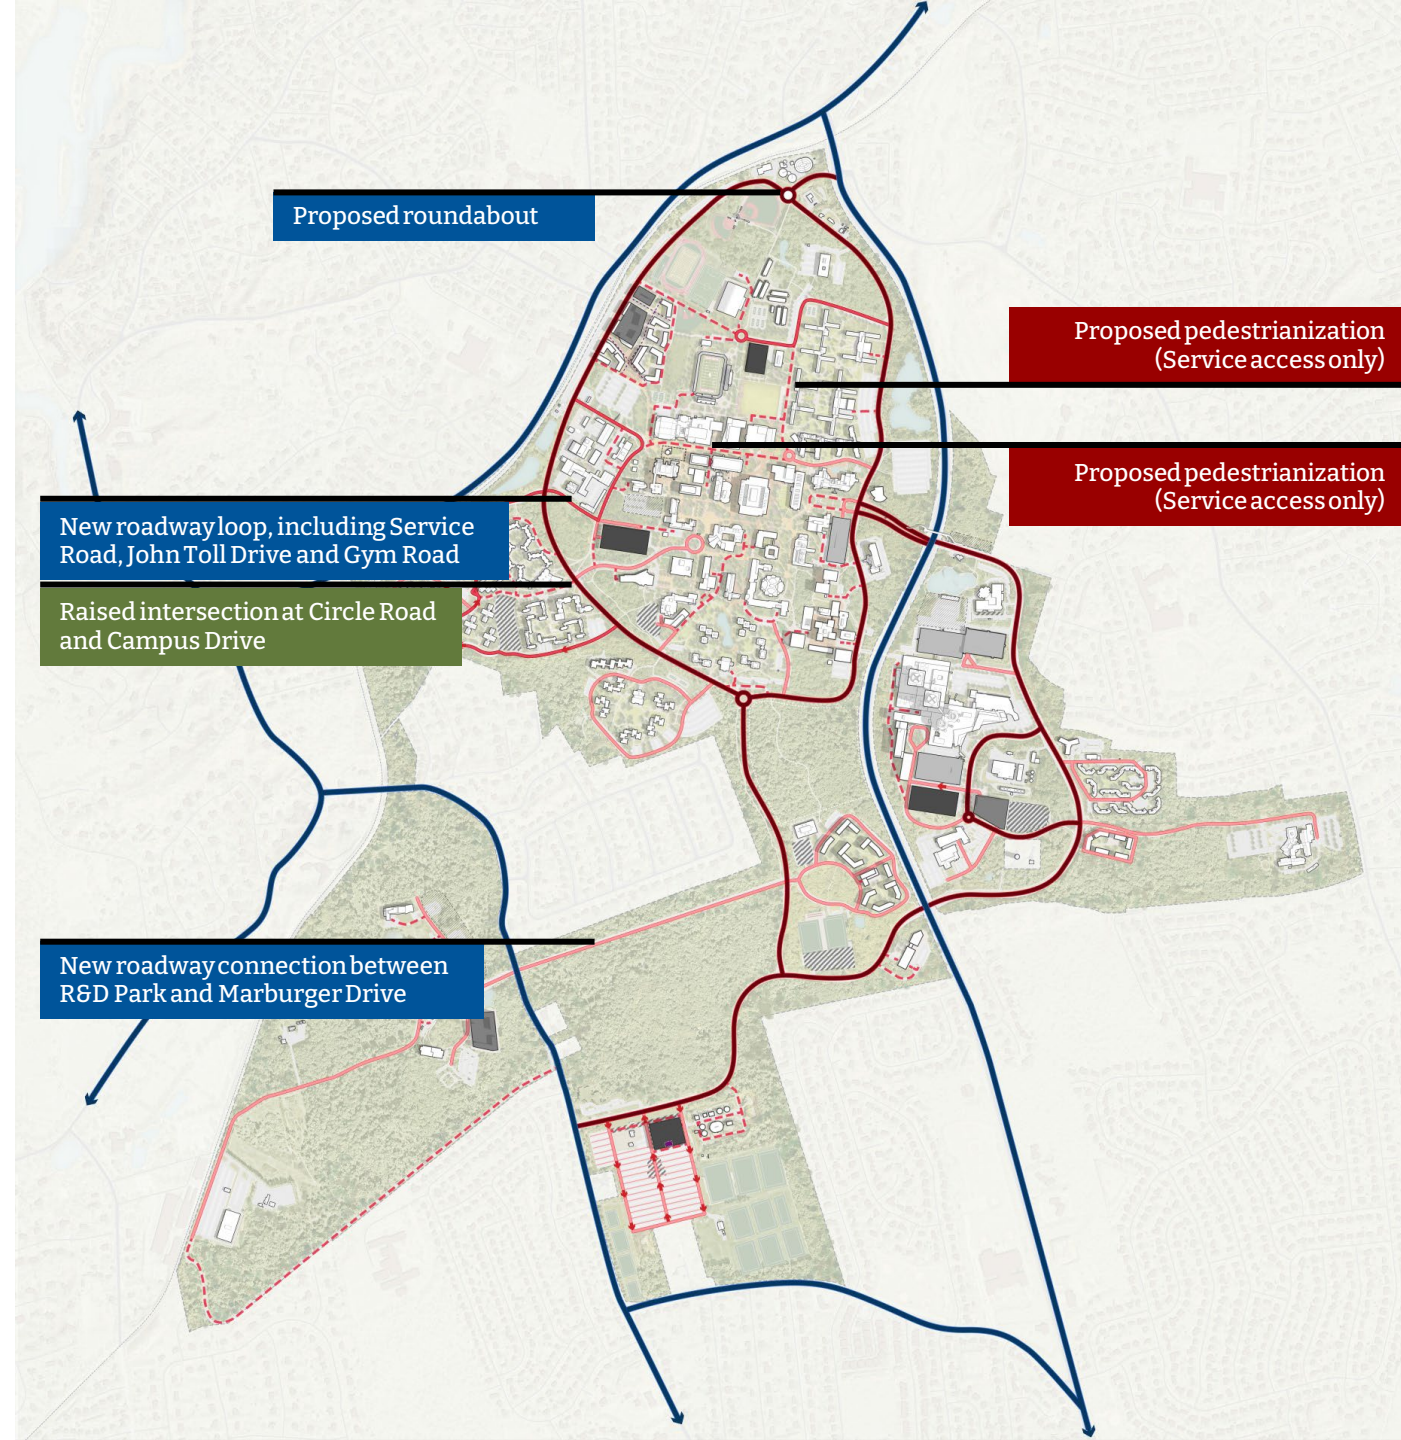 Proposed roundabout
Proposed pedestrianization
(Service access only)
Proposed pedestrianization
(Service access only)
New roadway loop, including Service
Road, John Toll Drive and Gym Road
Raised intersection at Circle Road
and Campus Drive
New roadway connection between
R&D Park and Marburger Drive